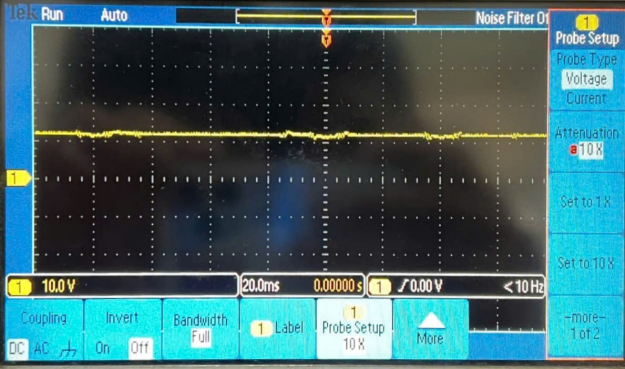 Tek Run Auto Noise Filter Of
1
Probe Setup
Probe Type
Voltage
Current
Attenuation
a 10 X
Set to 1 X
Set to 10 X
-more-
1 of 2
1
1 10.0 V 20.0ms 0.00000 s 1 0.00 V <10 Hz
Coupling
DC AC
Invert
On Off
Bandwidth
Full
1 Label
1
Probe Setup
10 X
More